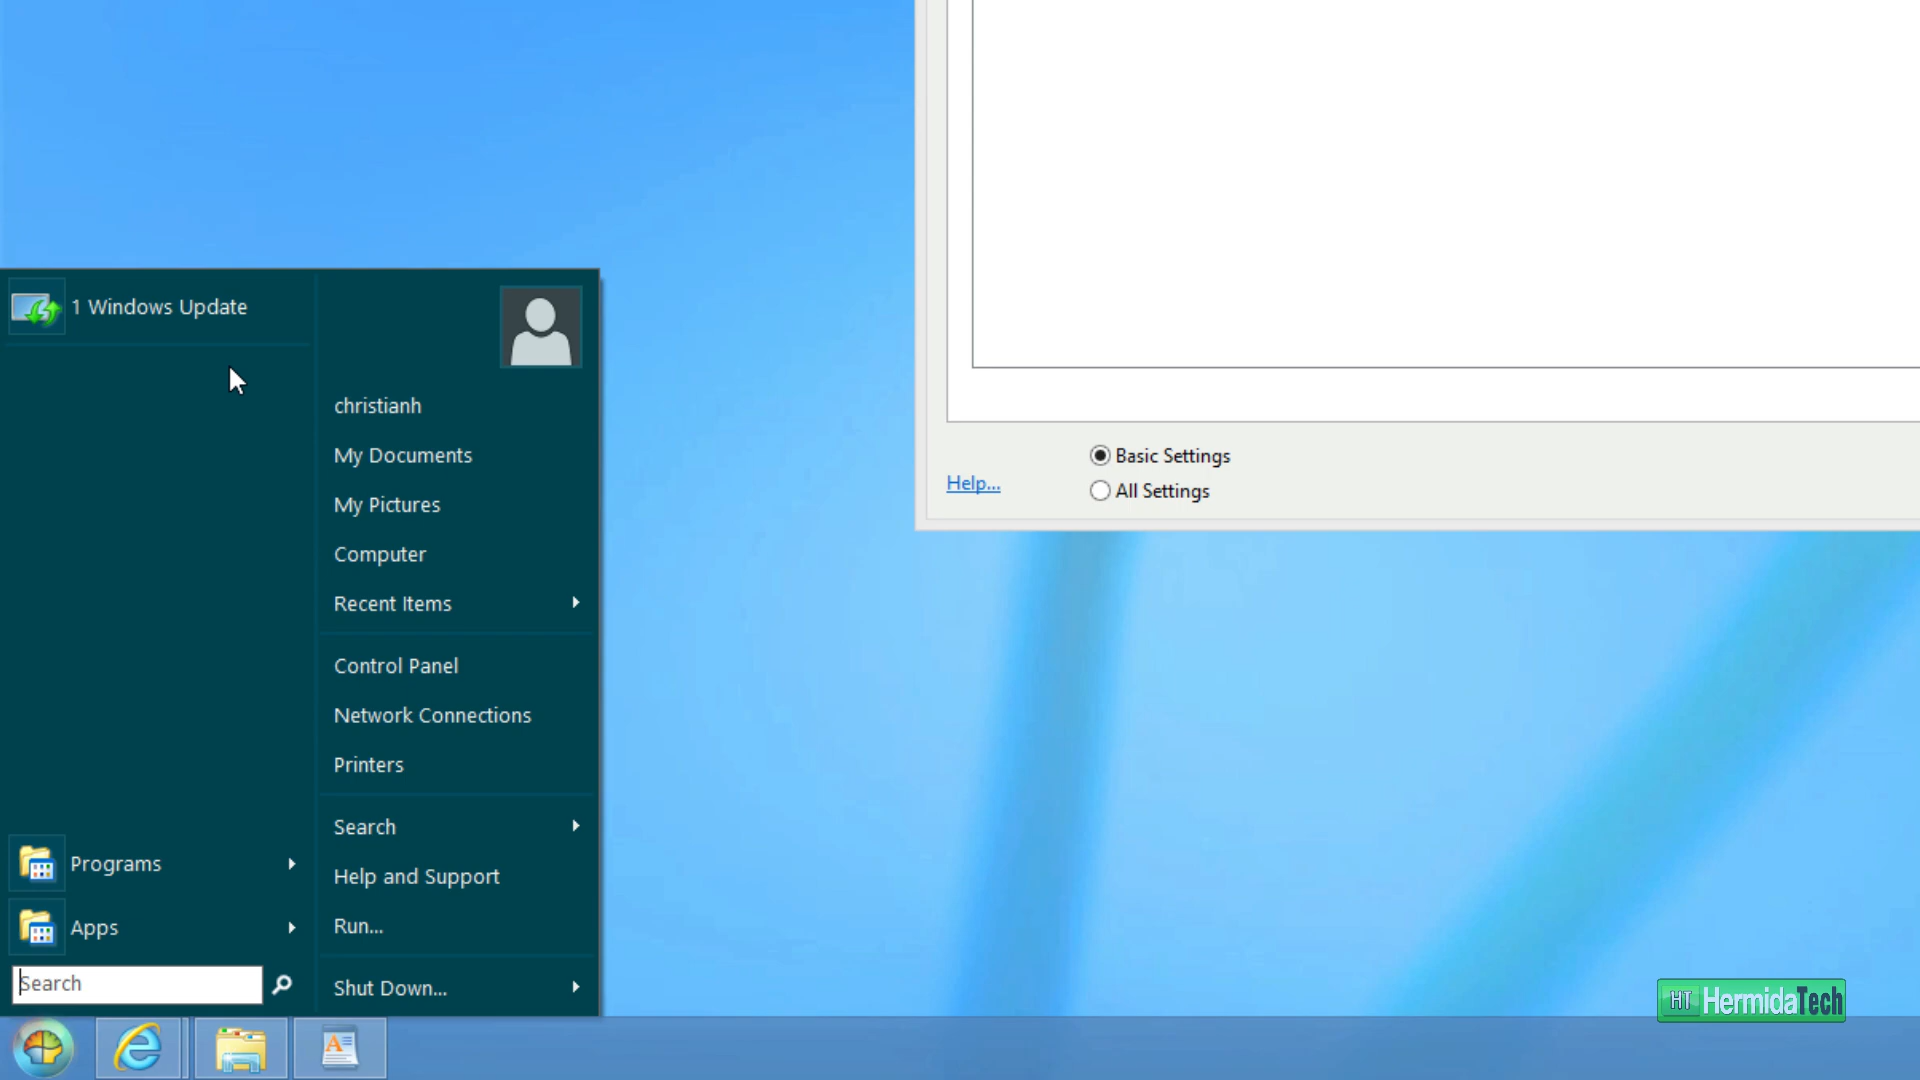 1 Windows Update
christianh
My Documents
My Pictures
Computer
Recent Items
Control Panel
Network Connections
Printers
Search
Help and Support
Run...
Shut Down...
Programs
Apps
Search
Basic Settings
All Settings
Help...
HT HermidaTech